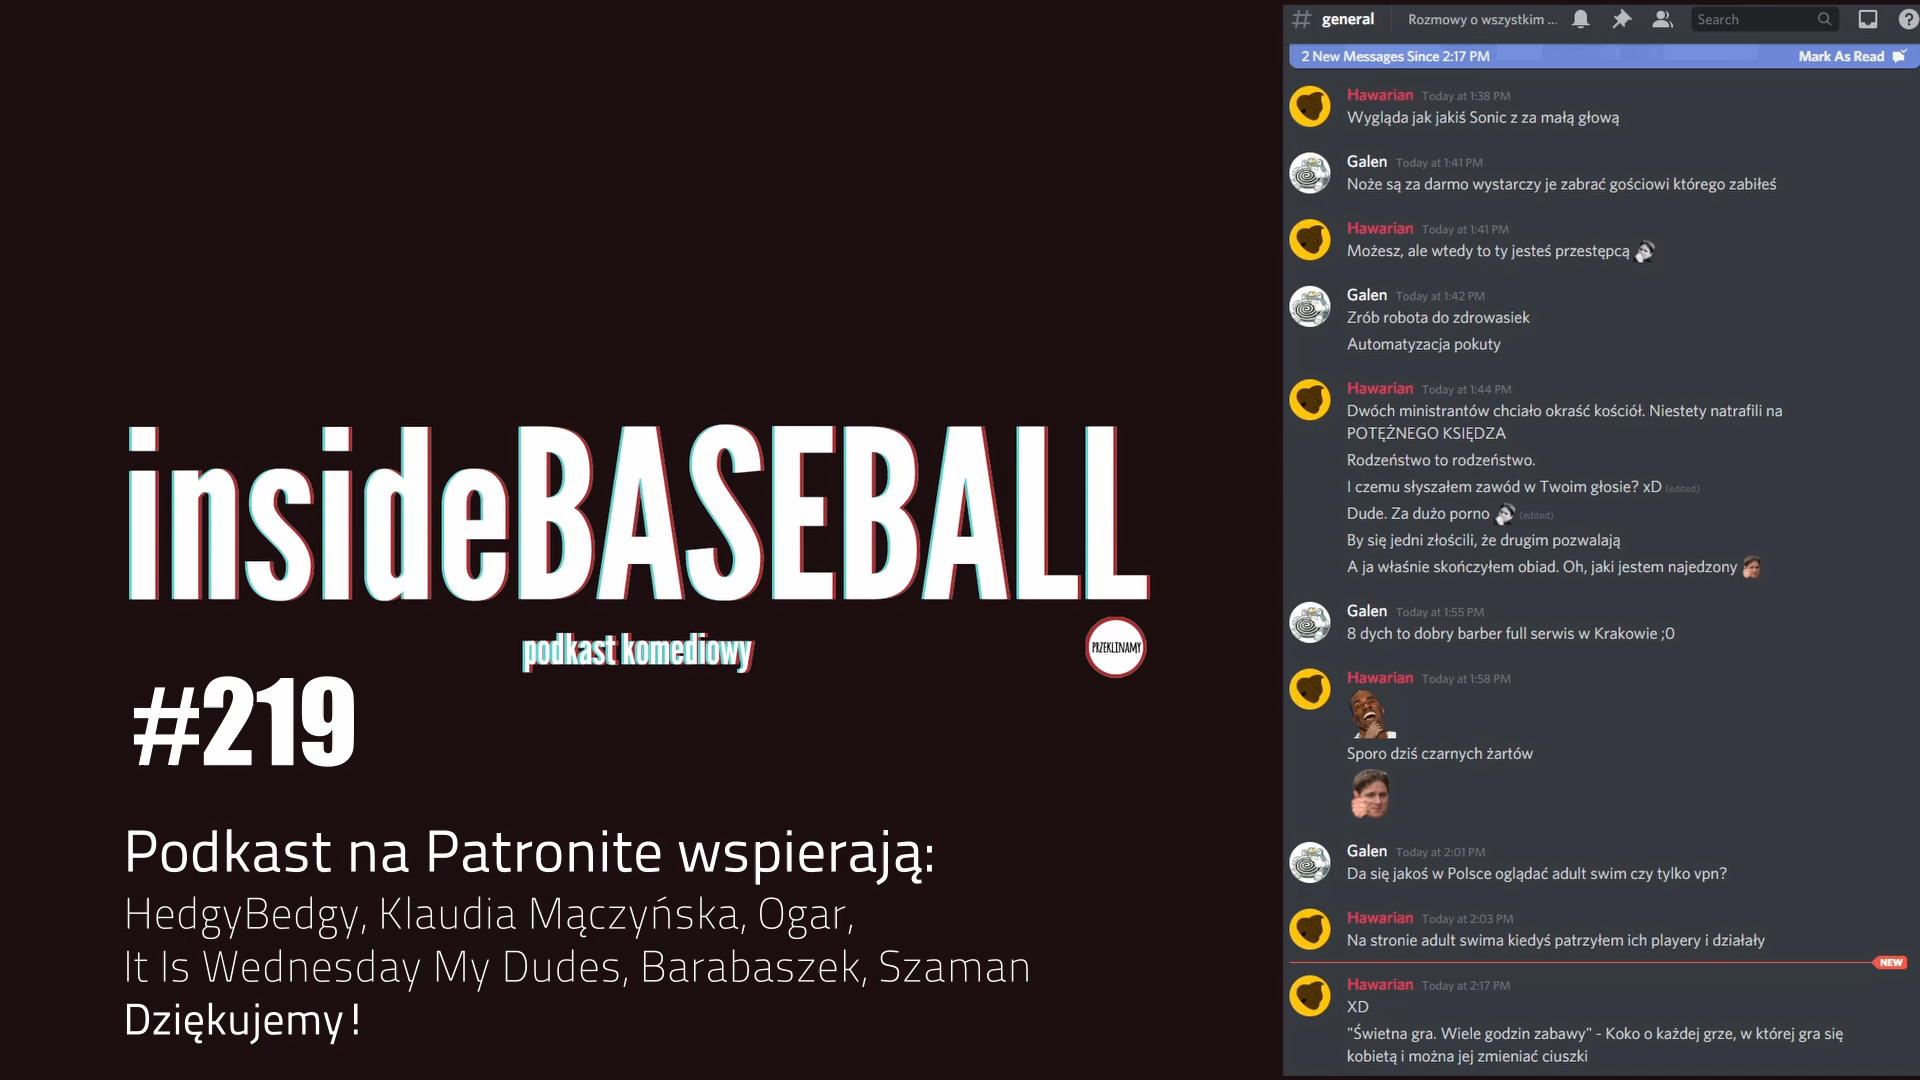 insideBASEBALL
podkast komediowy
PRZEKLINAMY
#219
Podkast na Patronite wspierają:
HedgyBedgy, Klaudia Mączyńska, Ogar,
It Is Wednesday My Dudes, Barabaszek, Szaman
Dziękujemy!
# general Rozmowy o wszystkim ... Search ?
2 New Messages Since 2:17 PM Mark As Read
Hawarian Today at 1:38 PM
Wygląda jak jakiś Sonic z za małą głową
Galen Today at 1:41 PM
Noże są za darmo wystarczy je zabrać gościowi którego zabiłeś
Hawarian Today at 1:41 PM
Możesz, ale wtedy to ty jesteś przestępcą
Galen Today at 1:42 PM
Zrób robota do zdrowasiek
Automatyzacja pokuty
Hawarian Today at 1:44 PM
Dwóch ministrantów chciało okraść kościół. Niestety natrafili na
POTĘŻNEGO KSIĘDZA
Rodzeństwo to rodzeństwo.
I czemu słyszałem zawód w Twoim głosie? xD (edited)
Dude. Za dużo porno (edited)
By się jedni złościli, że drugim pozwalają
A ja właśnie skończyłem obiad. Oh, jaki jestem najedzony
Galen Today at 1:55 PM
8 dych to dobry barber full serwis w Krakowie ;0
Hawarian Today at 1:58 PM
Sporo dziś czarnych żartów
Galen Today at 2:01 PM
Da się jakoś w Polsce oglądać adult swim czy tylko vpn?
Hawarian Today at 2:03 PM
Na stronie adult swima kiedyś patrzyłem ich playery i działały
NEW
Hawarian Today at 2:17 PM
XD
"Świetna gra. Wiele godzin zabawy" - Koko o każdej grze, w której gra się
kobietą i można jej zmieniać ciuszki